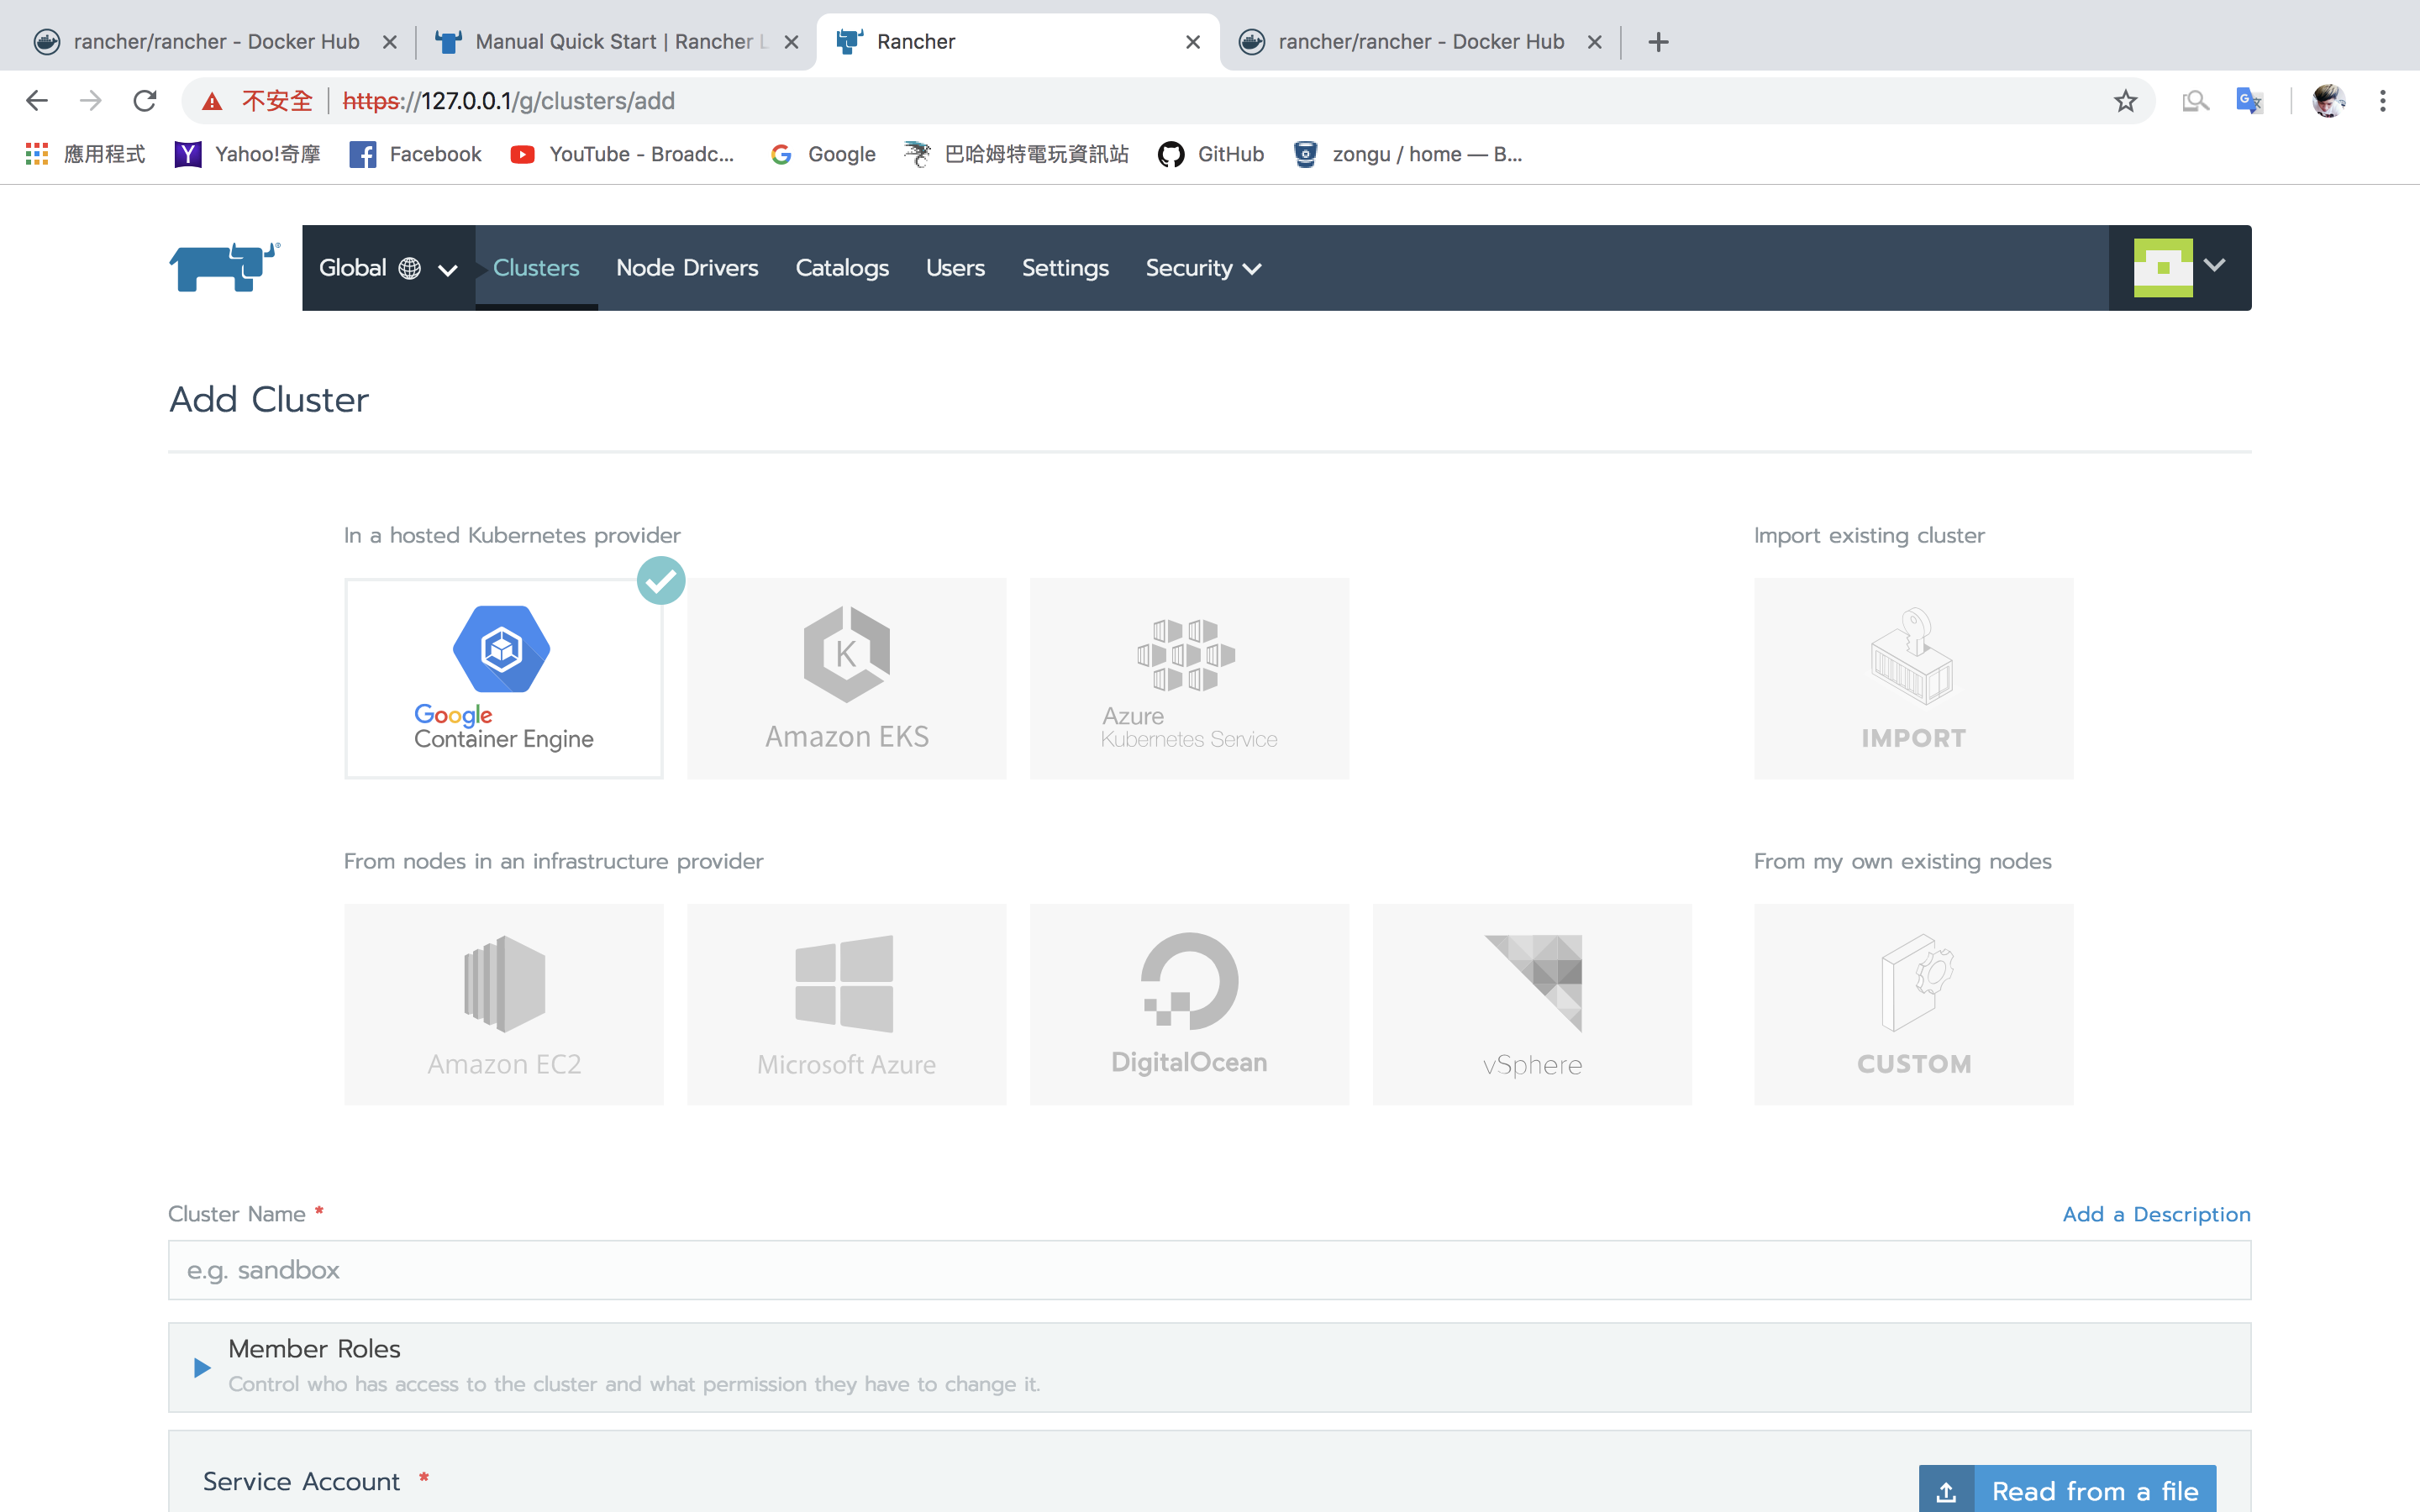 rancher/rancher - Docker Hub
Manual Quick Start | Rancher L
Rancher
rancher/rancher - Docker Hub
不安全
https://127.0.0.1/g/clusters/add
應用程式
Yahoo!奇摩
Facebook
YouTube - Broadc...
Google
巴哈姆特電玩資訊站
GitHub
zongu / home — B...
Global
Clusters
Node Drivers
Catalogs
Users
Settings
Security
Add Cluster
In a hosted Kubernetes provider
Import existing cluster
Google
Container Engine
K
Amazon EKS
Azure
Kubernetes Service
IMPORT
From nodes in an infrastructure provider
From my own existing nodes
Amazon EC2
Microsoft Azure
DigitalOcean
vSphere
CUSTOM
Cluster Name *
Add a Description
e.g. sandbox
Member Roles
Control who has access to the cluster and what permission they have to change it.
Service Account *
Read from a file